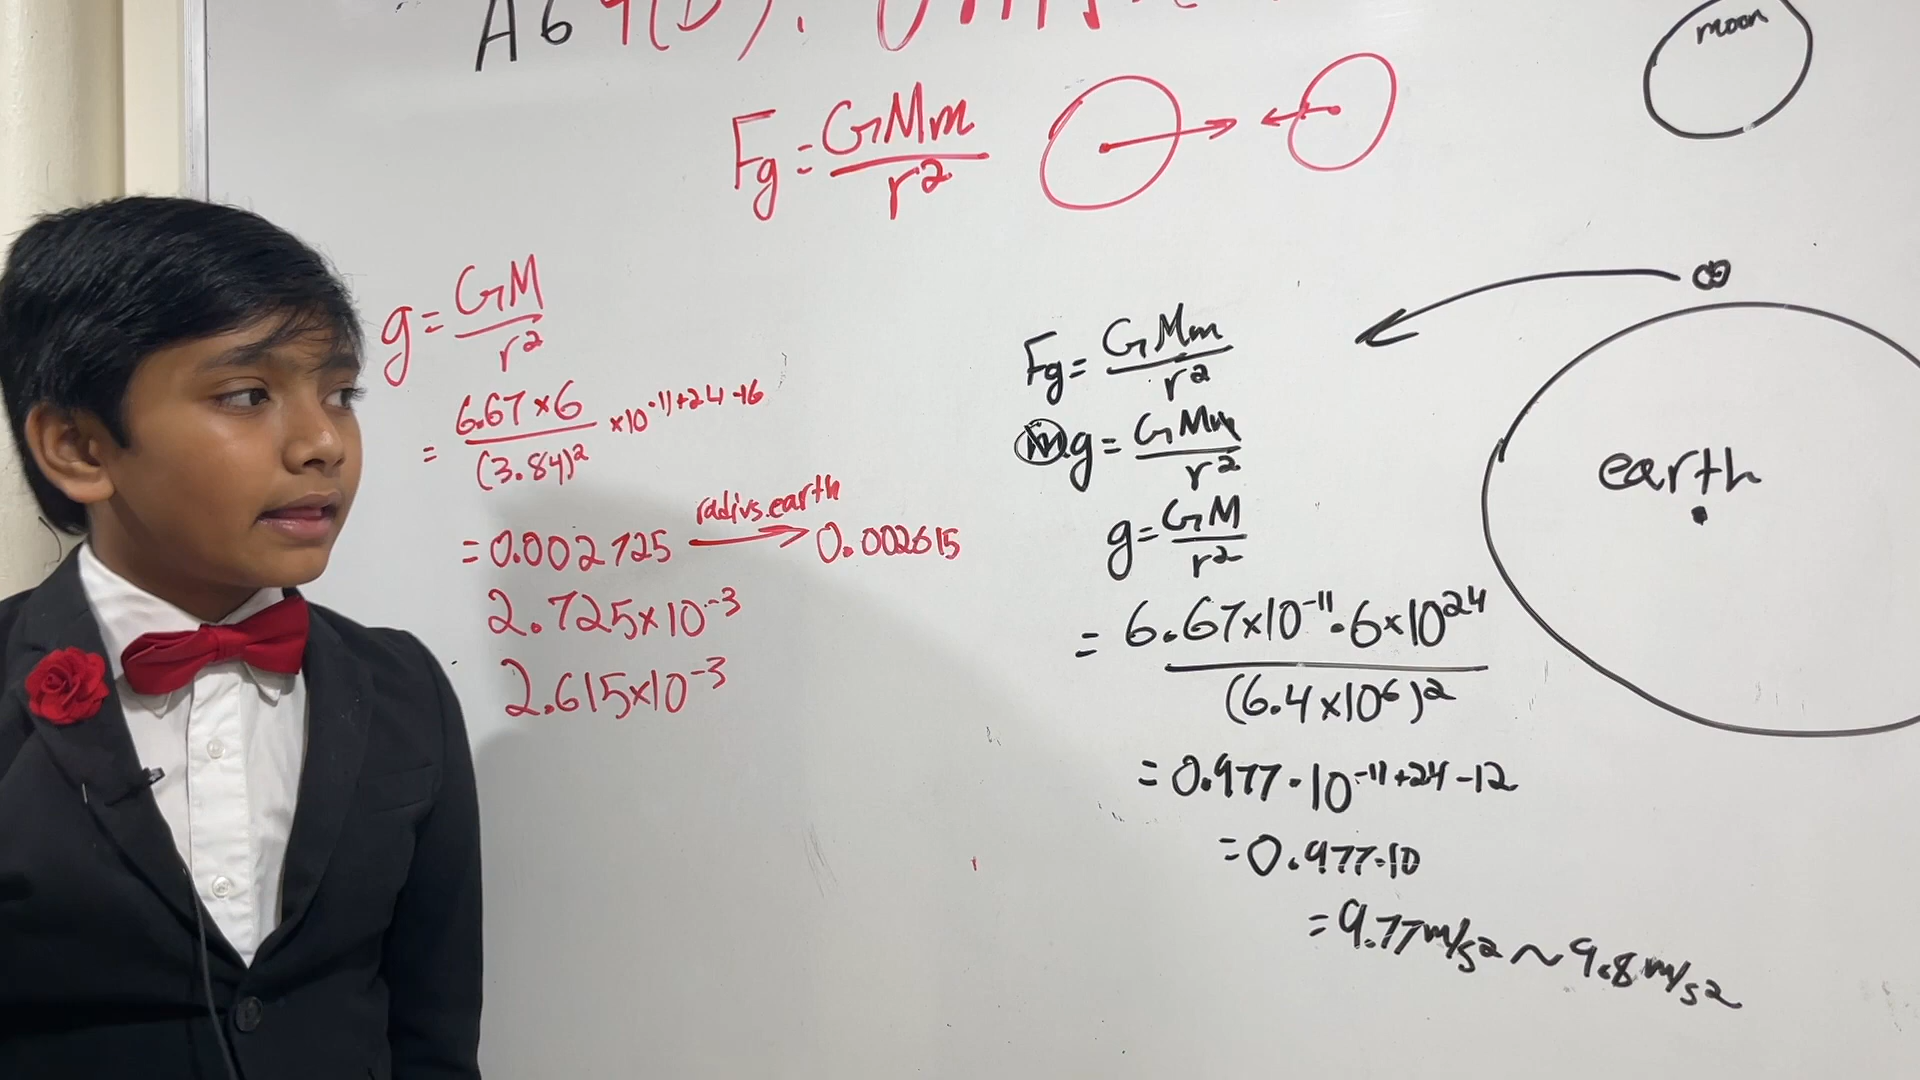 A6 4(b):
moon
Fg = GMm / r²
g = GM / r²
= 6.67 × 6 / (3.84)² × 10^-11+24-16
= 0.002725 radius.earth → 0.002615
2.725×10^-3
2.615×10^-3
Fg = GMm / r²
m.g = GMm / r²
g = GM / r²
= 6.67×10^-11 · 6×10^24 / (6.4×10^6)²
= 0.977 · 10^-11+24-12
= 0.977·10
= 9.77 m/s² ~ 9.8 m/s²
earth